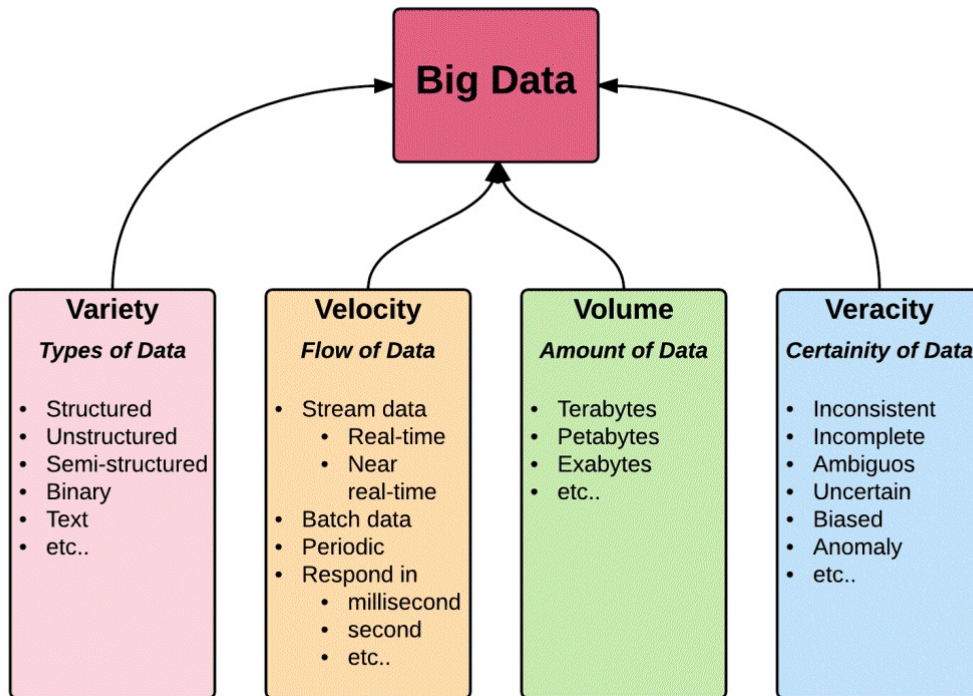 Big Data
Variety
Types of Data
• Structured
• Unstructured
• Semi-structured
• Binary
• Text
• etc..
Velocity
Flow of Data
• Stream data
• Real-time
• Near
real-time
• Batch data
• Periodic
• Respond in
• millisecond
• second
• etc..
Volume
Amount of Data
• Terabytes
• Petabytes
• Exabytes
• etc..
Veracity
Certainity of Data
• Inconsistent
• Incomplete
• Ambiguos
• Uncertain
• Biased
• Anomaly
• etc..